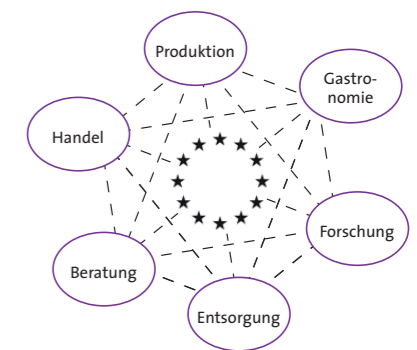 Produktion
Gastro-
nomie
Handel
Forschung
Beratung
Entsorgung